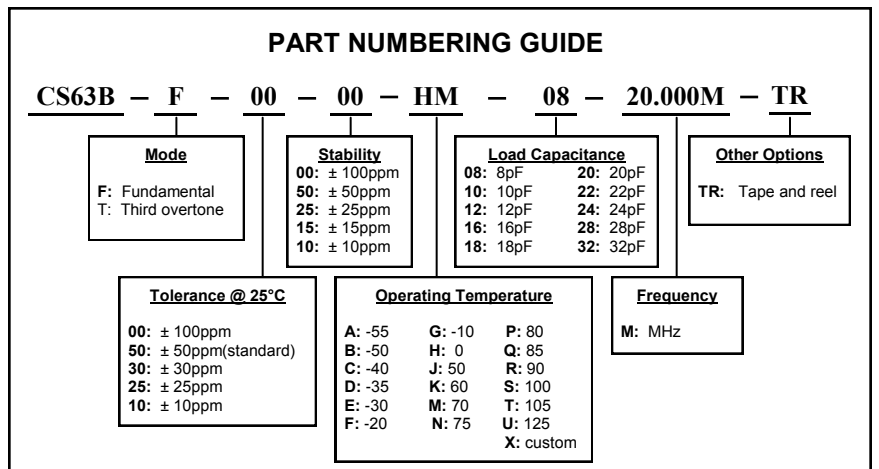 PART NUMBERING GUIDE
CS63B – F – 00 – 00 – HM – 08 – 20.000M – TR
Mode
F: Fundamental
T: Third overtone
Stability
00: ± 100ppm
50: ± 50ppm
25: ± 25ppm
15: ± 15ppm
10: ± 10ppm
Load Capacitance
08: 8pF 20: 20pF
10: 10pF 22: 22pF
12: 12pF 24: 24pF
16: 16pF 28: 28pF
18: 18pF 32: 32pF
Other Options
TR: Tape and reel
Tolerance @ 25°C
00: ± 100ppm
50: ± 50ppm(standard)
30: ± 30ppm
25: ± 25ppm
10: ± 10ppm
Operating Temperature
A: -55 G: -10 P: 80
B: -50 H: 0 Q: 85
C: -40 J: 50 R: 90
D: -35 K: 60 S: 100
E: -30 M: 70 T: 105
F: -20 N: 75 U: 125
X: custom
Frequency
M: MHz